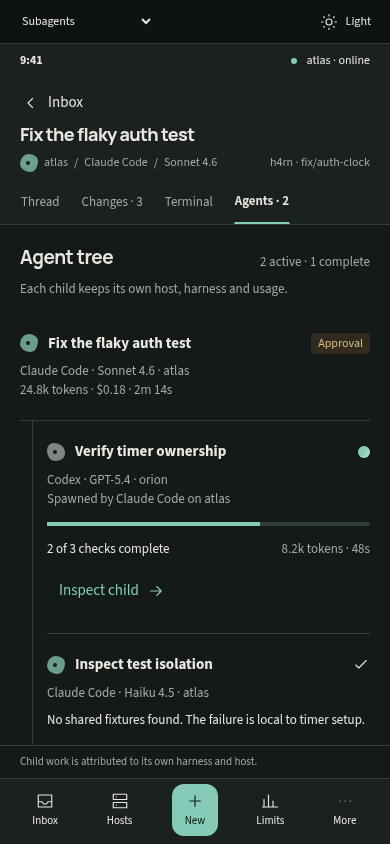 Subagents
Light
9:41
atlas · online
Inbox
Fix the flaky auth test
atlas / Claude Code / Sonnet 4.6
h4rn · fix/auth-clock
Thread
Changes · 3
Terminal
Agents · 2
Agent tree
2 active · 1 complete
Each child keeps its own host, harness and usage.
Fix the flaky auth test
Approval
Claude Code · Sonnet 4.6 · atlas
24.8k tokens · $0.18 · 2m 14s
Verify timer ownership
Codex · GPT-5.4 · orion
Spawned by Claude Code on atlas
2 of 3 checks complete
8.2k tokens · 48s
Inspect child
Inspect test isolation
Claude Code · Haiku 4.5 · atlas
No shared fixtures found. The failure is local to timer setup.
Child work is attributed to its own harness and host.
Inbox
Hosts
New
Limits
More